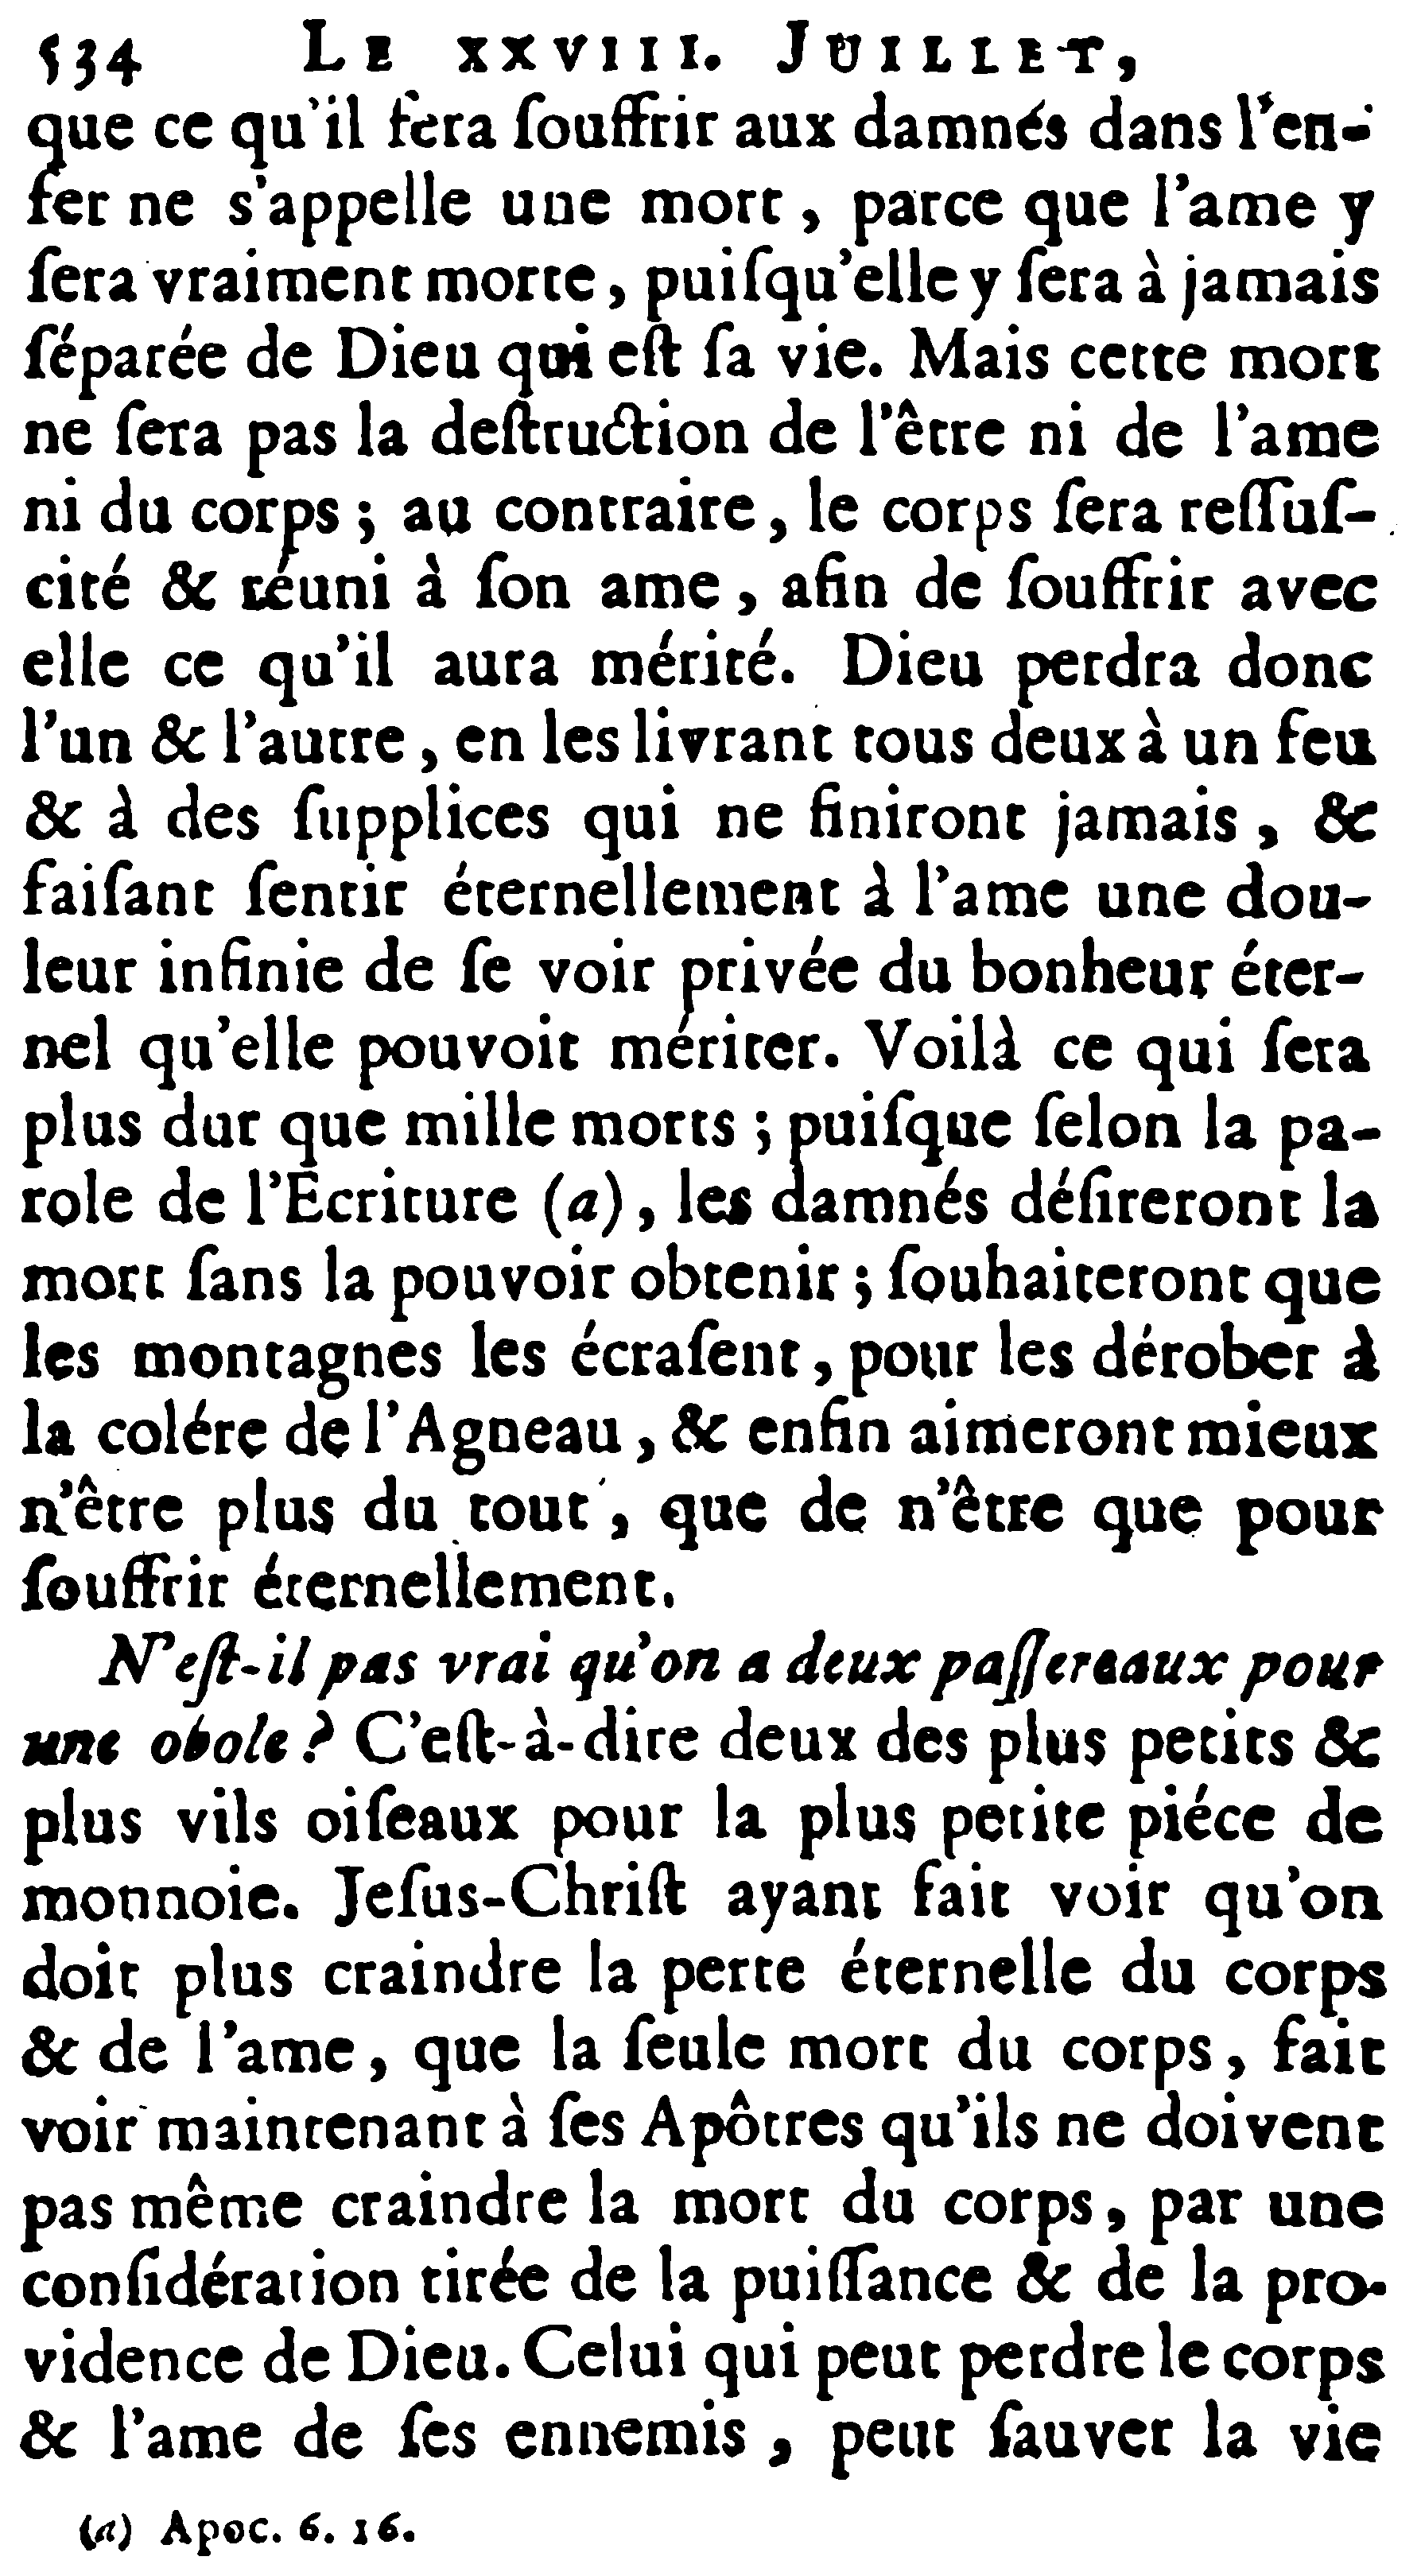 534 LE XXVIII. JUILLET,
que ce qu'il fera ſouffrir aux damnés dans l'en-
fer ne s'appelle une mort, parce que l'ame y
ſera vraiment morte, puiſqu'elle y ſera à jamais
ſéparée de Dieu qui eſt ſa vie. Mais cette mort
ne ſera pas la deſtruction de l'être ni de l'ame
ni du corps; au contraire, le corps ſera reſſuſ-
cité & réuni à ſon ame, afin de ſouffrir avec
elle ce qu'il aura mérité. Dieu perdra donc
l'un & l'autre, en les livrant tous deux à un feu
& à des ſupplices qui ne finiront jamais, &
faiſant ſentir éternellement à l'ame une dou-
leur infinie de ſe voir privée du bonheur éter-
nel qu'elle pouvoit mériter. Voilà ce qui ſera
plus dur que mille morts; puiſque ſelon la pa-
role de l'Ecriture (a), les damnés déſireront la
mort ſans la pouvoir obtenir; ſouhaiteront que
les montagnes les écraſent, pour les dérober à
la colére de l'Agneau, & enfin aimeront mieux
n'être plus du tout, que de n'être que pour
ſouffrir éternellement.
N'eſt-il pas vrai qu'on a deux paſſereaux pour
une obole? C'eſt-à-dire deux des plus petits &
plus vils oiſeaux pour la plus petite piéce de
monnoie. Jeſus-Chriſt ayant fait voir qu'on
doit plus craindre la perte éternelle du corps
& de l'ame, que la ſeule mort du corps, fait
voir maintenant à ſes Apôtres qu'ils ne doivent
pas même craindre la mort du corps, par une
conſidération tirée de la puiſſance & de la pro-
vidence de Dieu. Celui qui peut perdre le corps
& l'ame de ſes ennemis, peut ſauver la vie
(a) Apoc. 6. 16.